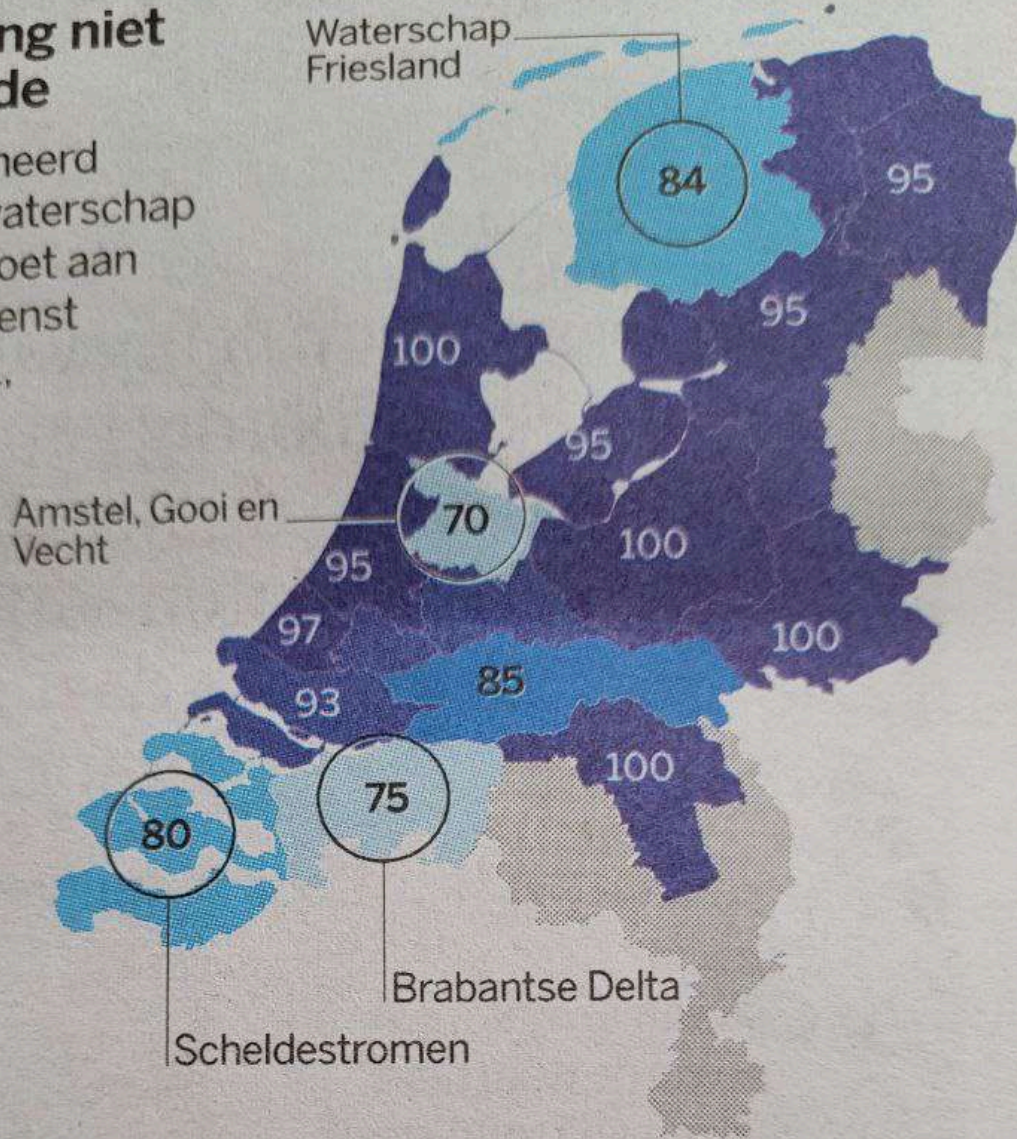 ng niet
de
neerd
waterschap
oet aan
enst
Waterschap
Friesland
84
95
95
100
95
Amstel, Gooi en
Vecht
70
100
95
97
100
85
93
100
75
80
Brabantse Delta
Scheldestromen